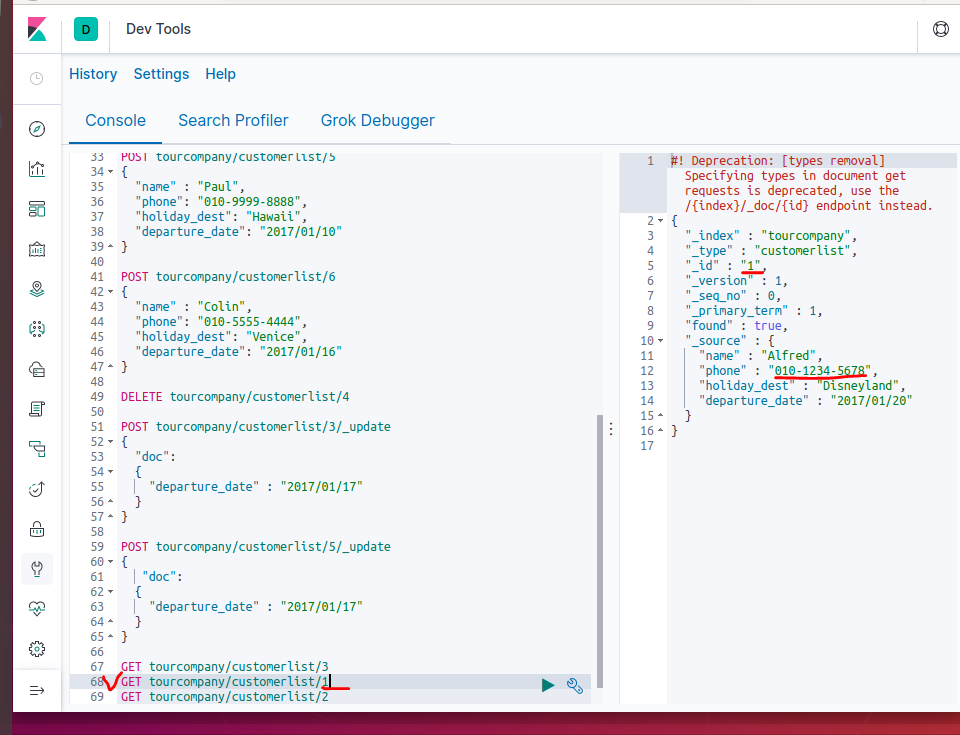 D Dev Tools
History Settings Help
Console Search Profiler Grok Debugger
33 POST tourcompany/customerlist/5
34 {
35 "name" : "Paul",
36 "phone": "010-9999-8888",
37 "holiday_dest": "Hawaii",
38 "departure_date": "2017/01/10"
39 }
40
41 POST tourcompany/customerlist/6
42 {
43 "name" : "Colin",
44 "phone": "010-5555-4444",
45 "holiday_dest": "Venice",
46 "departure_date": "2017/01/16"
47 }
48
49 DELETE tourcompany/customerlist/4
50
51 POST tourcompany/customerlist/3/_update
52 {
53 "doc":
54 {
55 "departure_date" : "2017/01/17"
56 }
57 }
58
59 POST tourcompany/customerlist/5/_update
60 {
61 "doc":
62 {
63 "departure_date" : "2017/01/17"
64 }
65 }
66
67 GET tourcompany/customerlist/3
68 GET tourcompany/customerlist/1
69 GET tourcompany/customerlist/2
1 #! Deprecation: [types removal]
Specifying types in document get
requests is deprecated, use the
/{index}/_doc/{id} endpoint instead.
2 {
3 "_index" : "tourcompany",
4 "_type" : "customerlist",
5 "_id" : "1",
6 "_version" : 1,
7 "_seq_no" : 0,
8 "_primary_term" : 1,
9 "found" : true,
10 "_source" : {
11 "name" : "Alfred",
12 "phone" : "010-1234-5678",
13 "holiday_dest" : "Disneyland",
14 "departure_date" : "2017/01/20"
15 }
16 }
17